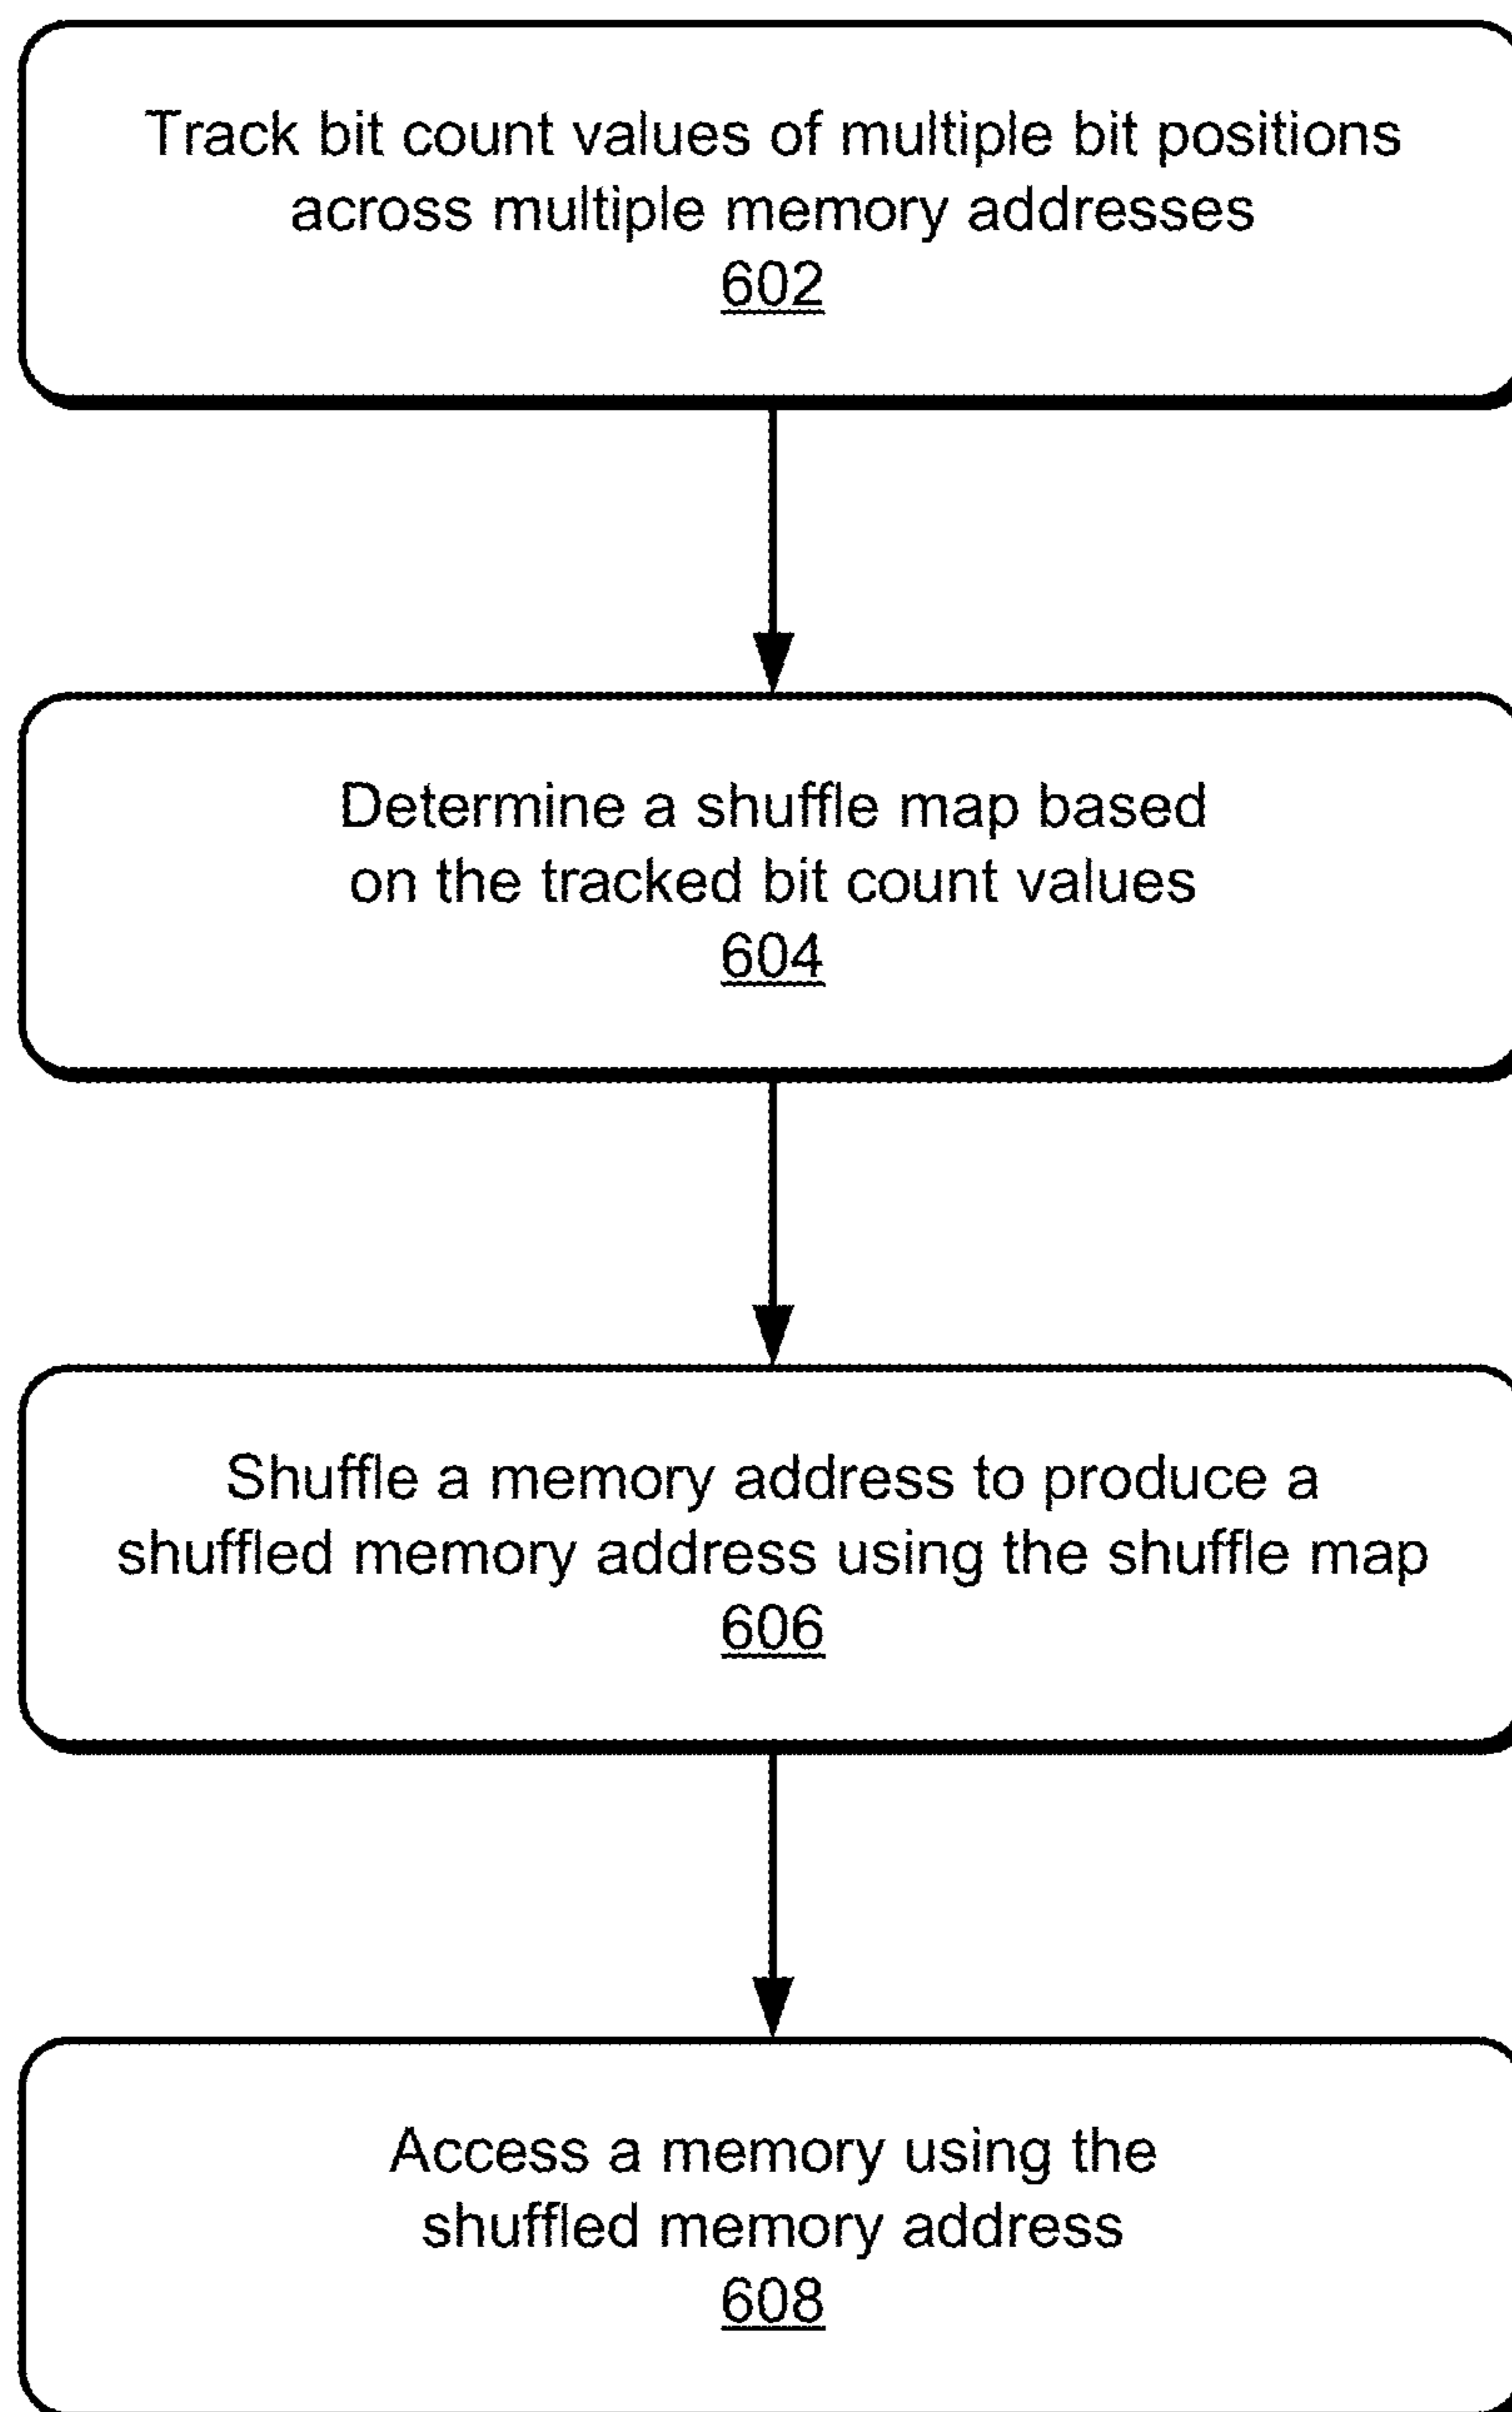 Track bit count values of multiple bit positions
across multiple memory addresses
602
Determine a shuffle map based
on the tracked bit count values
604
Shuffle a memory address to produce a
shuffled memory address using the shuffle map
606
Access a memory using the
shuffled memory address
608